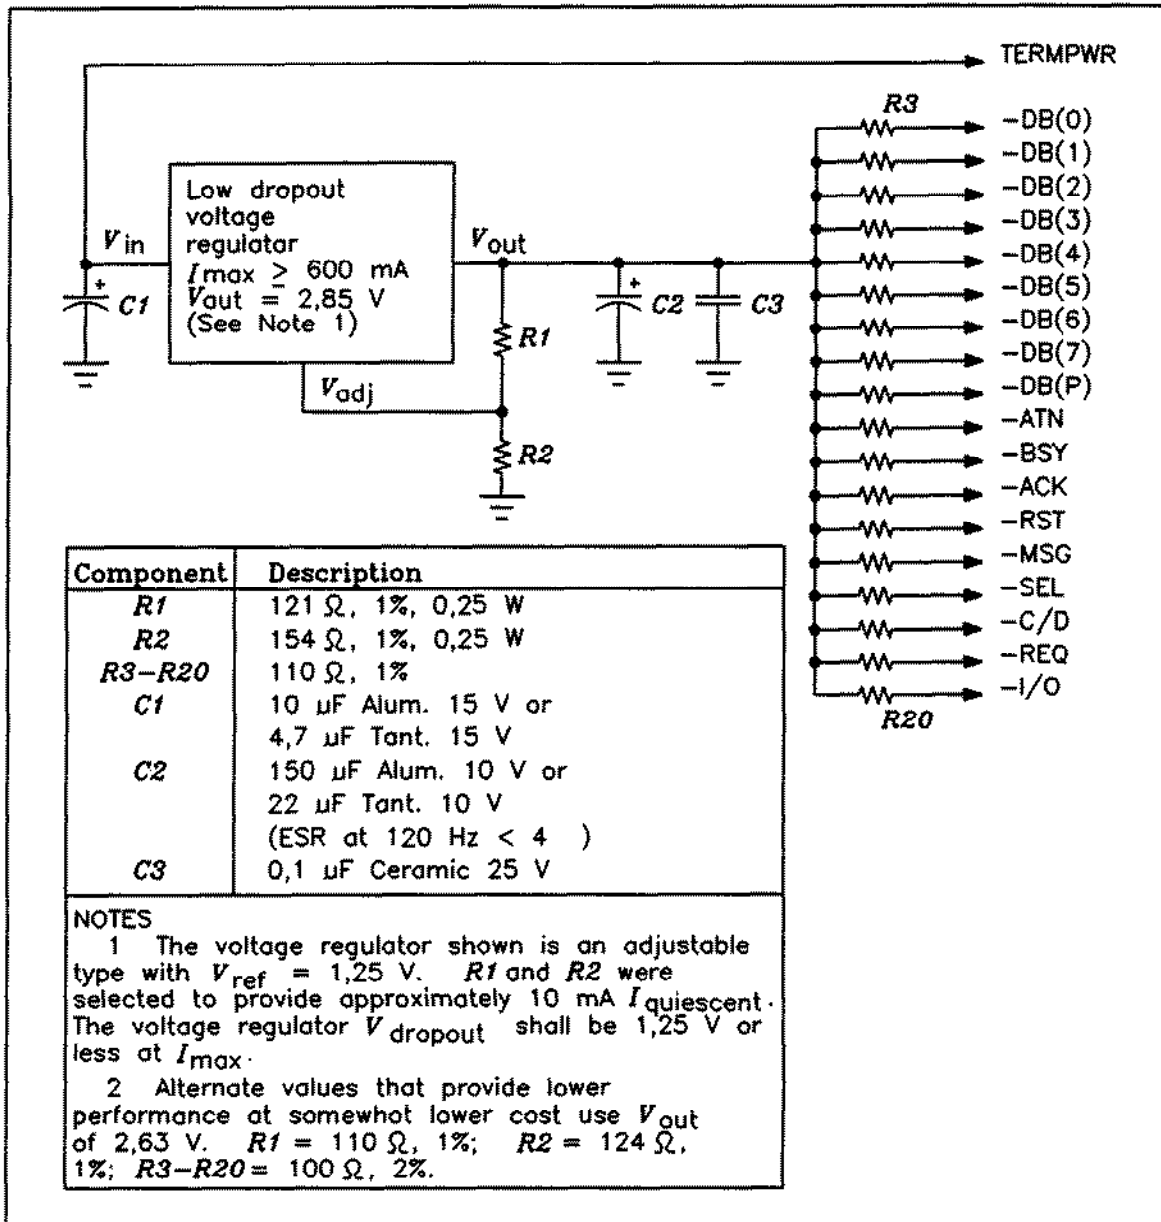 TERMPWR
R3
-DB(0)
-DB(1)
-DB(2)
-DB(3)
-DB(4)
-DB(5)
-DB(6)
-DB(7)
-DB(P)
-ATN
-BSY
-ACK
-RST
-MSG
-SEL
-C/D
-REQ
-I/O
R20
Vin
+
C1
Low dropout
voltage
regulator
Imax ≥ 600 mA
Vout = 2,85 V
(See Note 1)
Vout
Vadj
R1
R2
+
C2
C3
Component Description
R1 121 Ω, 1%, 0,25 W
R2 154 Ω, 1%, 0,25 W
R3-R20 110 Ω, 1%
C1 10 µF Alum. 15 V or
4,7 µF Tant. 15 V
C2 150 µF Alum. 10 V or
22 µF Tant. 10 V
(ESR at 120 Hz < 4 )
C3 0,1 µF Ceramic 25 V
NOTES
1 The voltage regulator shown is an adjustable
type with Vref = 1,25 V. R1 and R2 were
selected to provide approximately 10 mA Iquiescent.
The voltage regulator Vdropout shall be 1,25 V or
less at Imax.
2 Alternate values that provide lower
performance at somewhot lower cost use Vout
of 2,63 V. R1 = 110 Ω, 1%; R2 = 124 Ω,
1%; R3-R20 = 100 Ω, 2%.